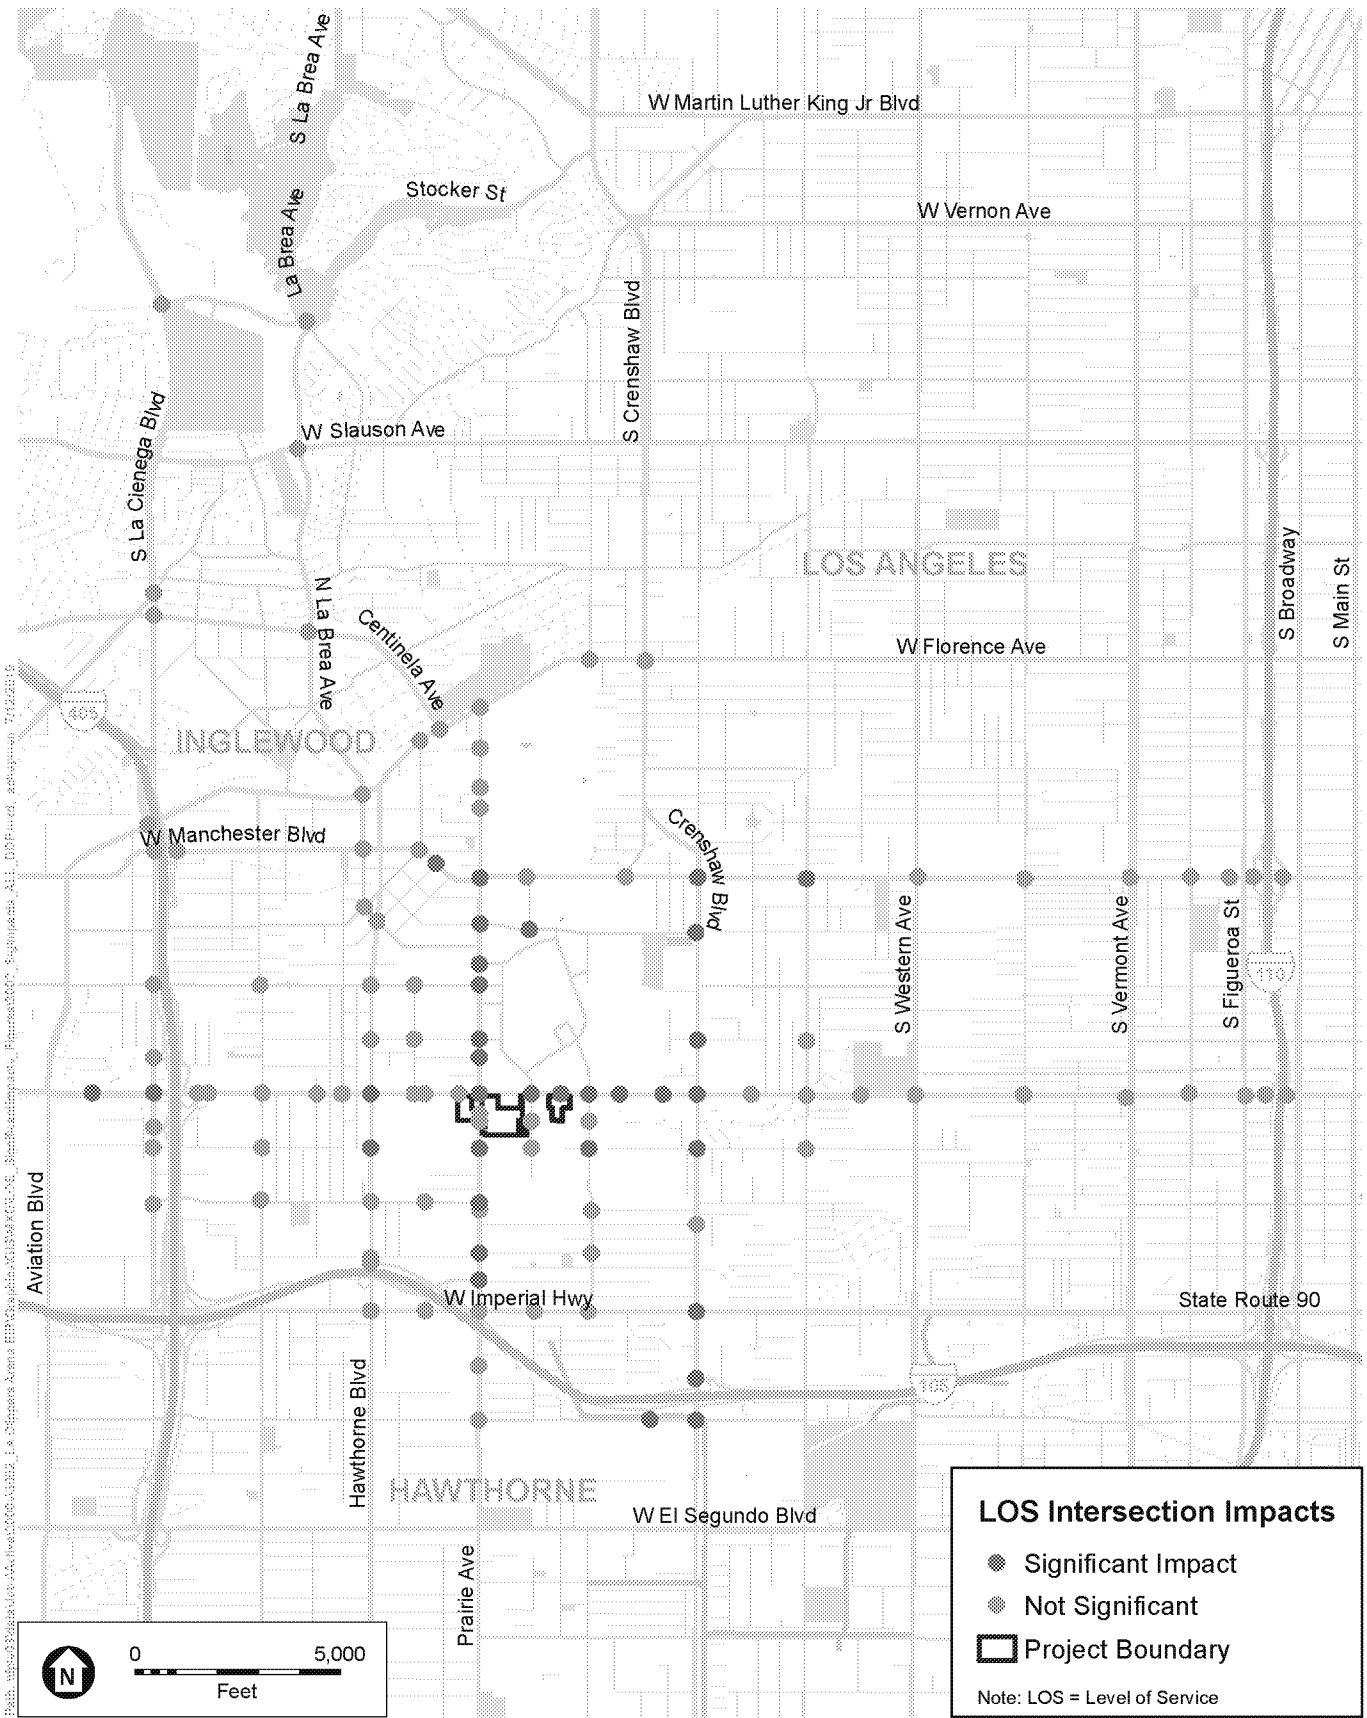 S La Brea Ave
W Martin Luther King Jr Blvd
Stocker St
La Brea Ave
W Vernon Ave
S Crenshaw Blvd
S La Cienega Blvd
W Slauson Ave
LOS ANGELES
S Broadway
S Main St
N La Brea Ave
Centinela Ave
W Florence Ave
405
INGLEWOOD
W Manchester Blvd
Crenshaw Blvd
S Western Ave
S Vermont Ave
S Figueroa St
110
Aviation Blvd
W Imperial Hwy
State Route 90
105
Hawthorne Blvd
HAWTHORNE
W El Segundo Blvd
Prairie Ave
LOS Intersection Impacts
Significant Impact
Not Significant
Project Boundary
Note: LOS = Level of Service
N
0 5,000
Feet